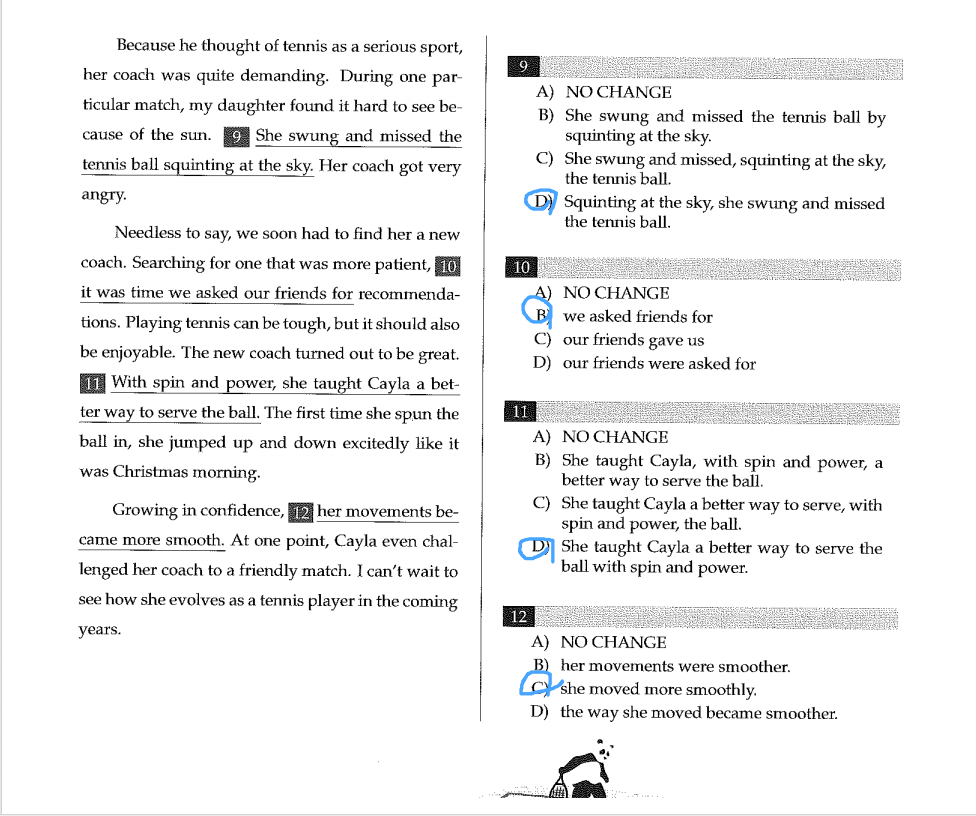 Because he thought of tennis as a serious sport,
her coach was quite demanding. During one par-
ticular match, my daughter found it hard to see be-
cause of the sun. 9 She swung and missed the
tennis ball squinting at the sky. Her coach got very
angry.
Needless to say, we soon had to find her a new
coach. Searching for one that was more patient, 10
it was time we asked our friends for recommenda-
tions. Playing tennis can be tough, but it should also
be enjoyable. The new coach turned out to be great.
11 With spin and power, she taught Cayla a bet-
ter way to serve the ball. The first time she spun the
ball in, she jumped up and down excitedly like it
was Christmas morning.
Growing in confidence, 12 her movements be-
came more smooth. At one point, Cayla even chal-
lenged her coach to a friendly match. I can't wait to
see how she evolves as a tennis player in the coming
years.
9
A) NO CHANGE
B) She swung and missed the tennis ball by
squinting at the sky.
C) She swung and missed, squinting at the sky,
the tennis ball.
D) Squinting at the sky, she swung and missed
the tennis ball.
10
A) NO CHANGE
B) we asked friends for
C) our friends gave us
D) our friends were asked for
11
A) NO CHANGE
B) She taught Cayla, with spin and power, a
better way to serve the ball.
C) She taught Cayla a better way to serve, with
spin and power, the ball.
D) She taught Cayla a better way to serve the
ball with spin and power.
12
A) NO CHANGE
B) her movements were smoother.
C) she moved more smoothly.
D) the way she moved became smoother.